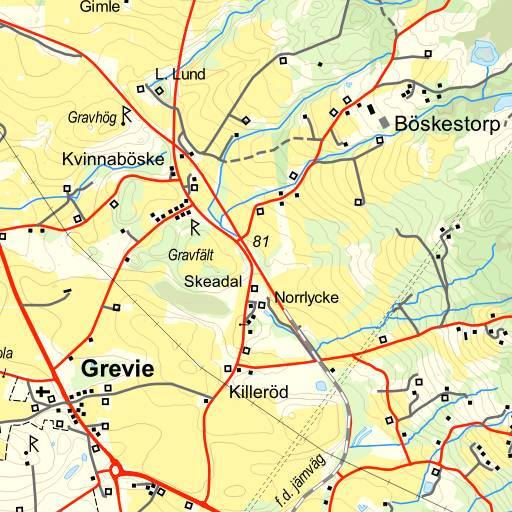 Gimle
L. Lund
Gravhög
Böskestorp
Kvinnaböske
81
Gravfält
Skeadal
Norrlycke
Grevie
Killeröd
f.d. järnväg